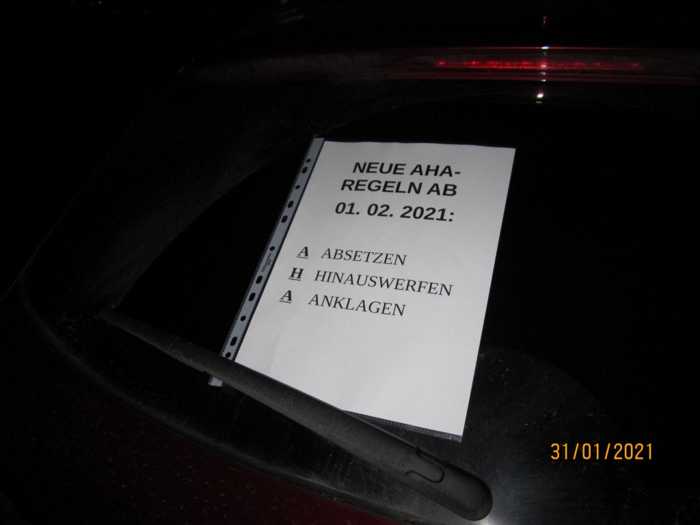 NEUE AHA-
REGELN AB
01. 02. 2021:
A ABSETZEN
H HINAUSWERFEN
A ANKLAGEN
31/01/2021